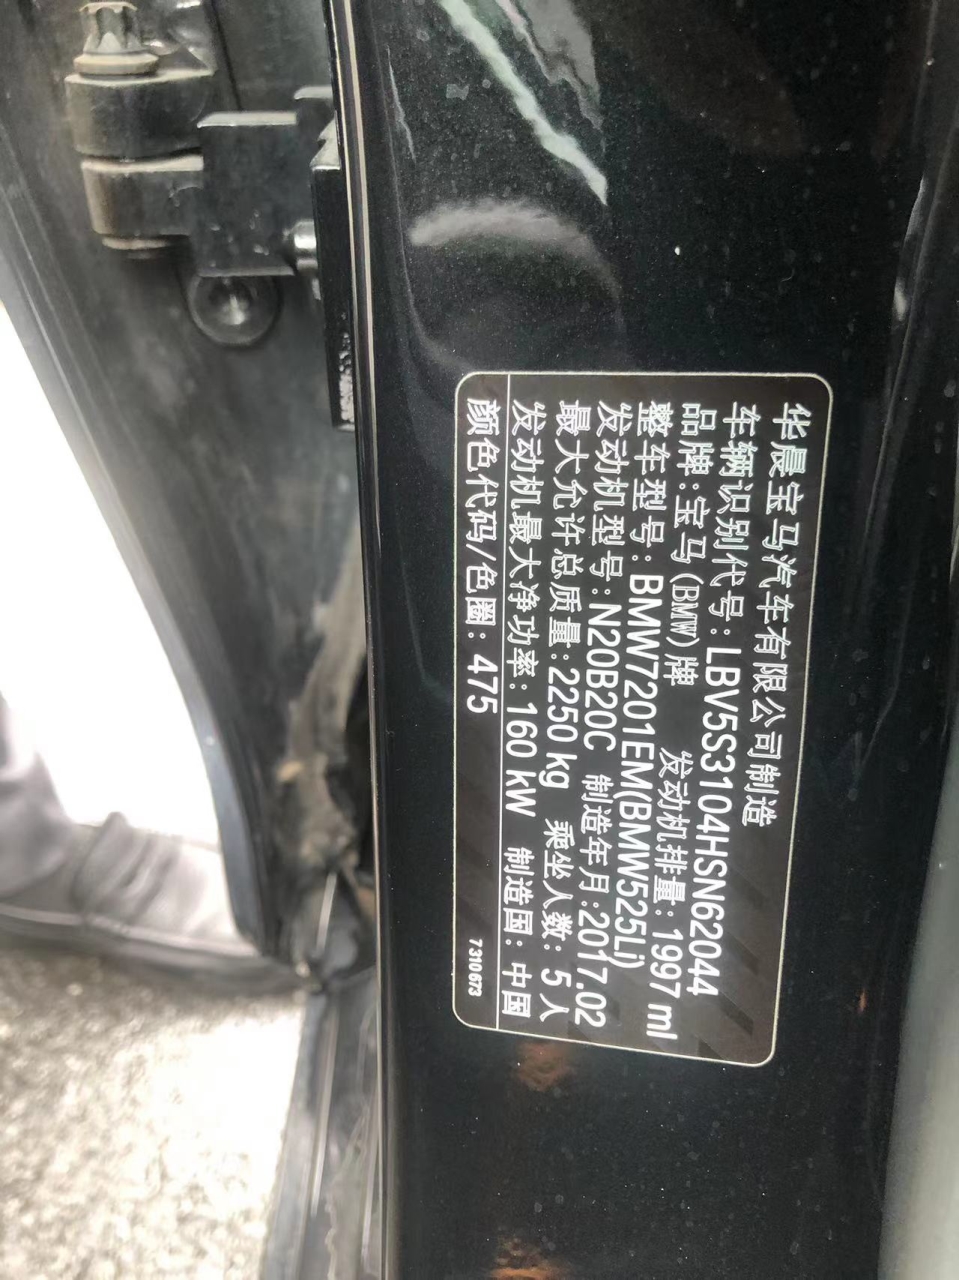 华晨宝马汽车有限公司制造
车辆识别代号:LBV5S3104HSN62044
品牌:宝马(BMW)牌 发动机排量:1997 ml
整车型号:BMW7201EM(BMW525Li)
发动机型号:N20B20C 制造年月:2017.02
最大允许总质量:2250 kg 乘坐人数:5人
发动机最大净功率:160 kW 制造国:中国
颜色代码/色圈:475 7310673